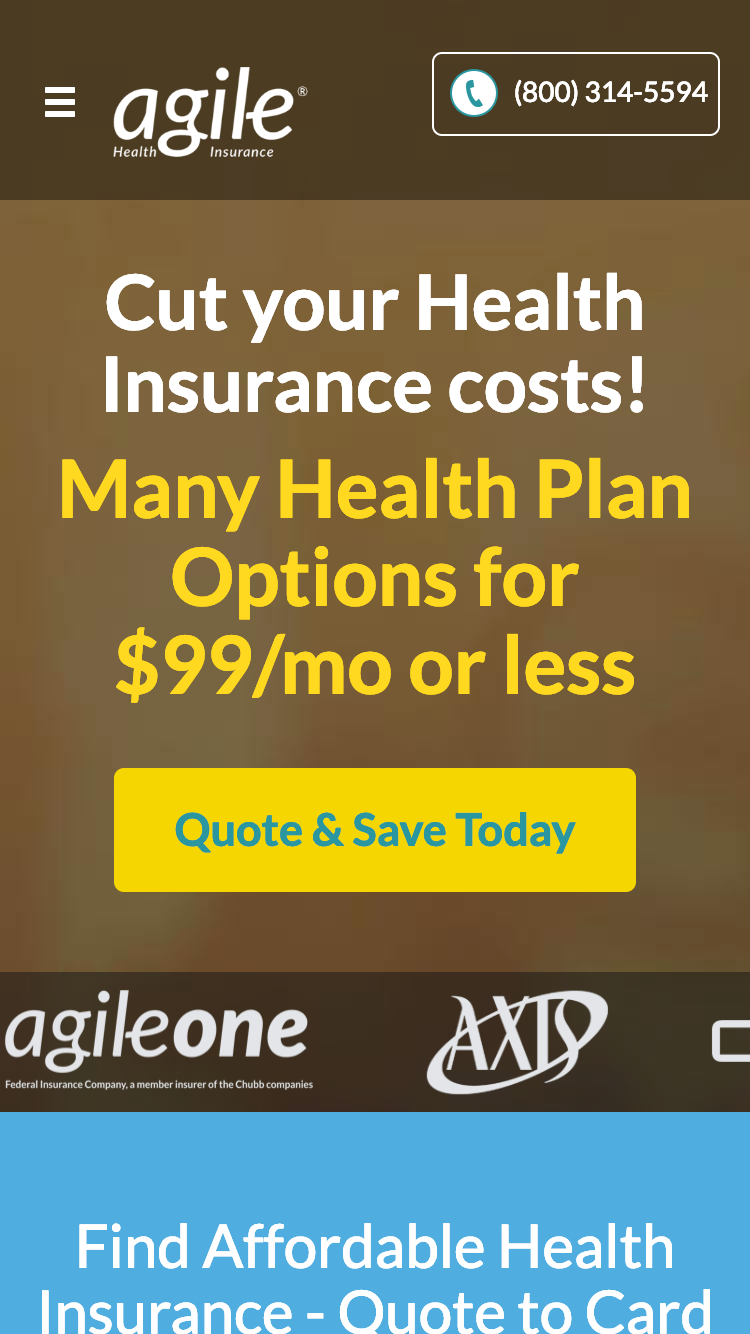 agile®
Health Insurance
(800) 314-5594
Cut your Health
Insurance costs!
Many Health Plan
Options for
$99/mo or less
Quote & Save Today
agileone
Federal Insurance Company, a member insurer of the Chubb companies
AXIS
Find Affordable Health
Insurance - Quote to Card